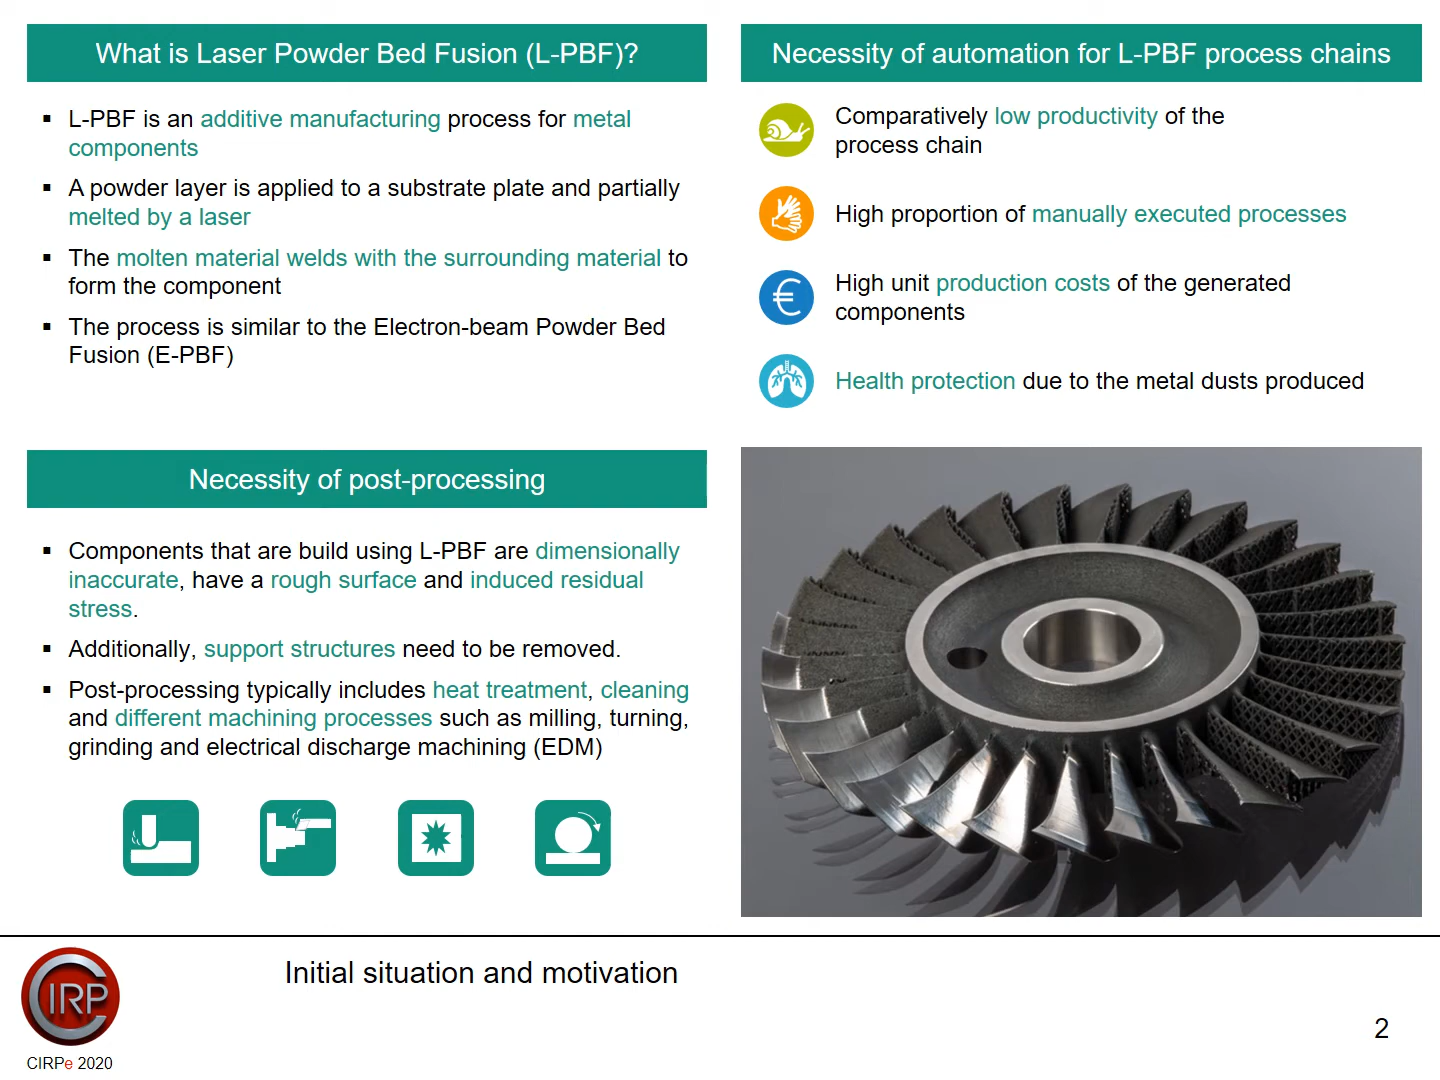 What is Laser Powder Bed Fusion (L-PBF)?
▪ L-PBF is an additive manufacturing process for metal
components
▪ A powder layer is applied to a substrate plate and partially
melted by a laser
▪ The molten material welds with the surrounding material to
form the component
▪ The process is similar to the Electron-beam Powder Bed
Fusion (E-PBF)
Necessity of automation for L-PBF process chains
Comparatively low productivity of the
process chain
High proportion of manually executed processes
€
High unit production costs of the generated
components
Health protection due to the metal dusts produced
Necessity of post-processing
▪ Components that are build using L-PBF are dimensionally
inaccurate, have a rough surface and induced residual
stress.
▪ Additionally, support structures need to be removed.
▪ Post-processing typically includes heat treatment, cleaning
and different machining processes such as milling, turning,
grinding and electrical discharge machining (EDM)
CIRP
CIRPe 2020
Initial situation and motivation
2